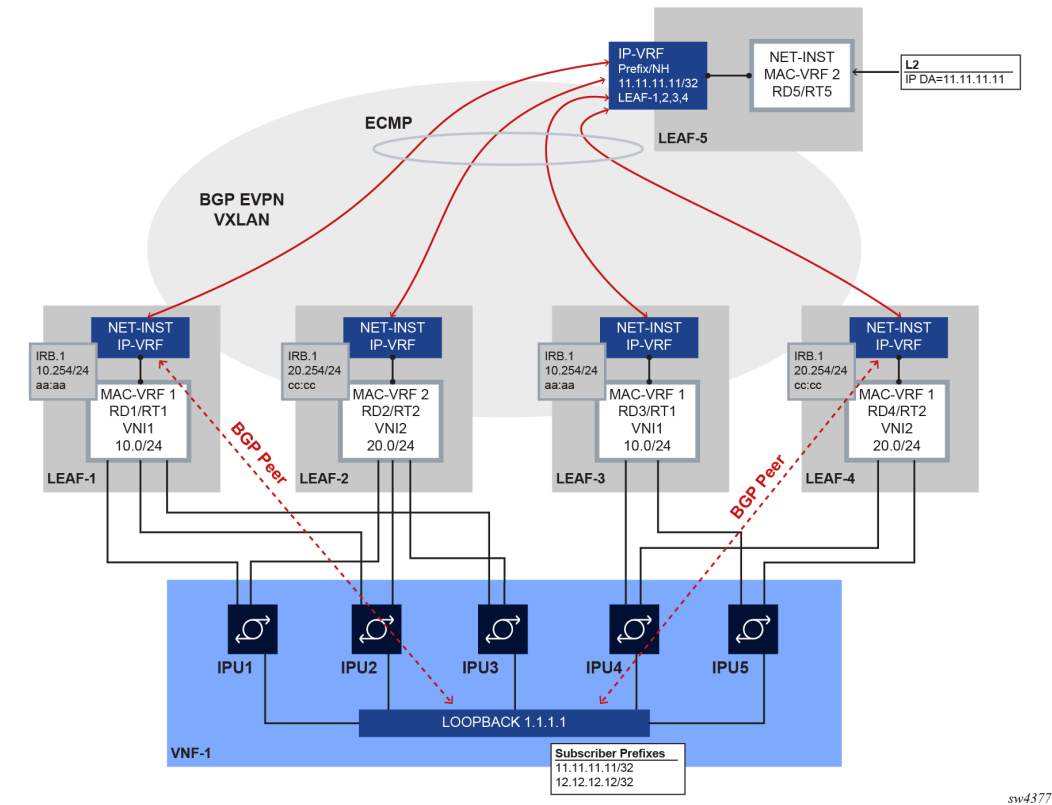 IP-VRF
Prefix/NH
11.11.11.11/32
LEAF-1,2,3,4
NET-INST
MAC-VRF 2
RD5/RT5
L2
IP DA=11.11.11.11
LEAF-5
ECMP
BGP EVPN
VXLAN
NET-INST
IP-VRF
IRB.1
10.254/24
aa:aa
MAC-VRF 1
RD1/RT1
VNI1
10.0/24
LEAF-1
NET-INST
IP-VRF
IRB.1
20.254/24
cc:cc
MAC-VRF 2
RD2/RT2
VNI2
20.0/24
LEAF-2
NET-INST
IP-VRF
IRB.1
10.254/24
aa:aa
MAC-VRF 1
RD3/RT1
VNI1
10.0/24
LEAF-3
NET-INST
IP-VRF
IRB.1
20.254/24
cc:cc
MAC-VRF 1
RD4/RT2
VNI2
20.0/24
LEAF-4
BGP Peer
BGP Peer
IPU1
IPU2
IPU3
IPU4
IPU5
LOOPBACK 1.1.1.1
VNF-1
Subscriber Prefixes
11.11.11.11/32
12.12.12.12/32
sw4377